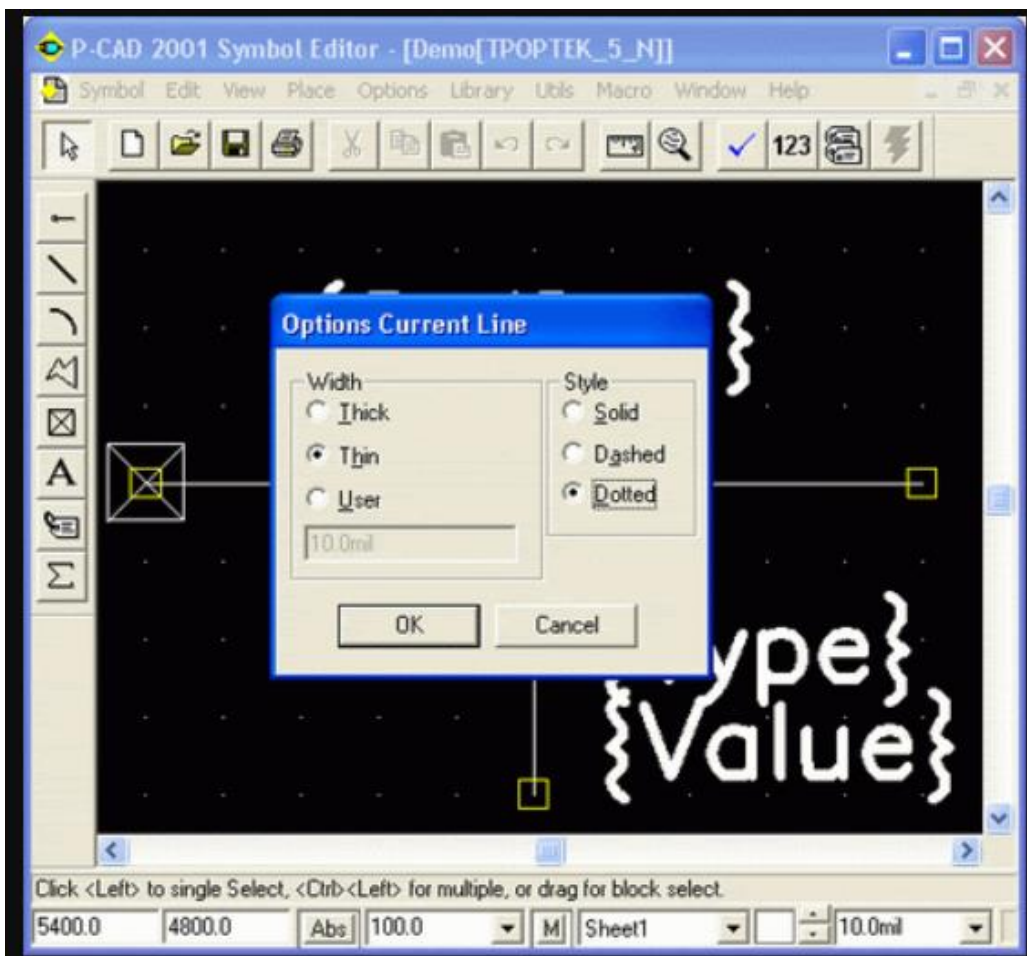 P-CAD 2001 Symbol Editor - [Demo[TPOPTEK_5_N]]
Symbol Edit View Place Options Library Utils Macro Window Help
123
A
Σ
Options Current Line
Width
Thick
Thin
User
10.0mil
Style
Solid
Dashed
Dotted
OK
Cancel
ype}
{Value}
Click <Left> to single Select, <Ctrl><Left> for multiple, or drag for block select.
5400.0 4800.0 Abs 100.0 M Sheet1 10.0mil